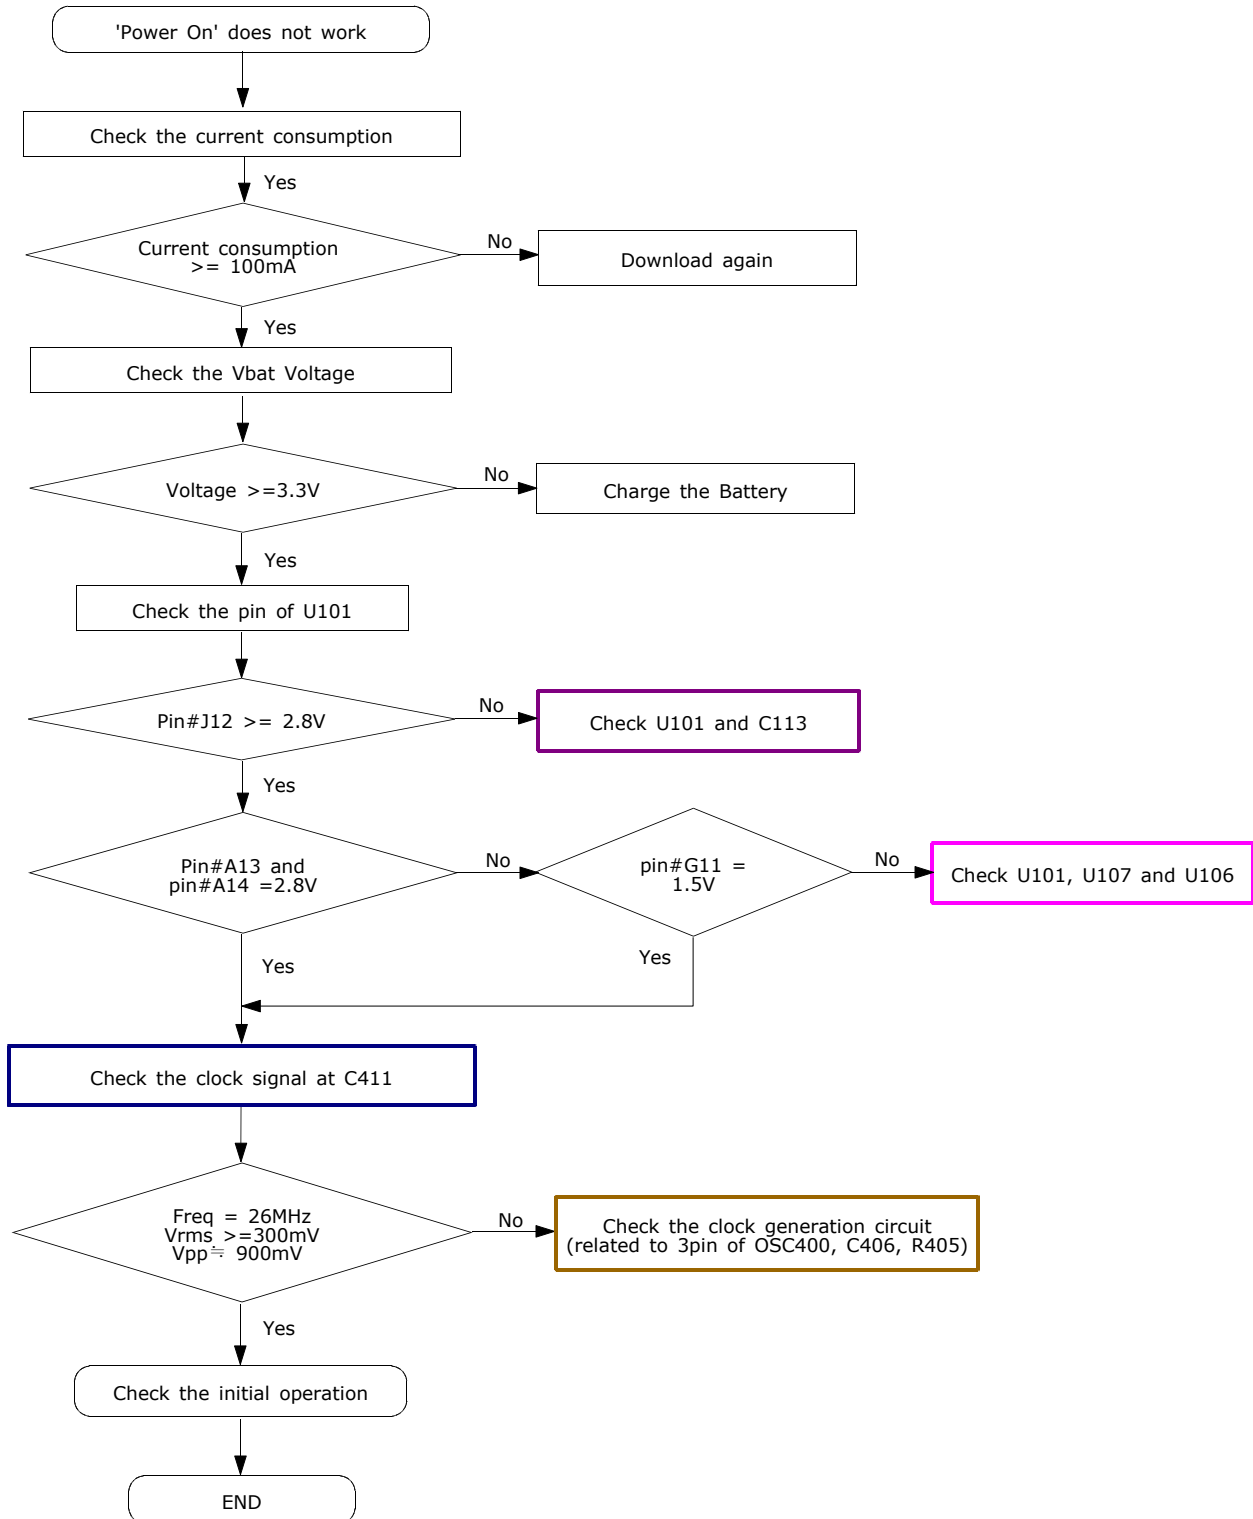 'Power On' does not work
Check the current consumption
Yes
Current consumption
>= 100mA
No
Download again
Yes
Check the Vbat Voltage
Voltage >=3.3V
No
Charge the Battery
Yes
Check the pin of U101
Pin#J12 >= 2.8V
No
Check U101 and C113
Yes
Pin#A13 and
pin#A14 =2.8V
No
pin#G11 =
1.5V
No
Check U101, U107 and U106
Yes
Yes
Check the clock signal at C411
Freq = 26MHz
Vrms >=300mV
Vpp≒ 900mV
No
Check the clock generation circuit
(related to 3pin of OSC400, C406, R405)
Yes
Check the initial operation
END